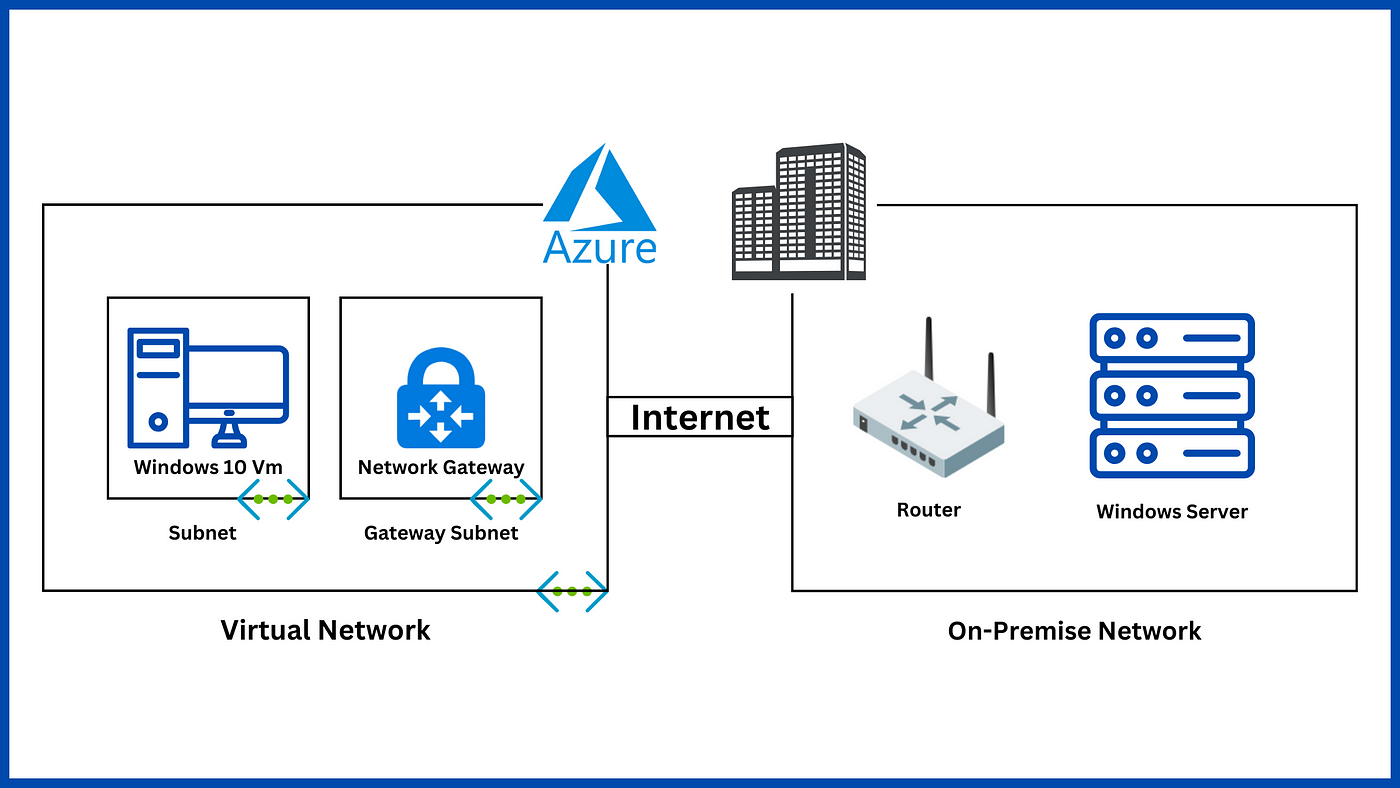 Azure
Internet
Windows 10 Vm
Network Gateway
Subnet
Gateway Subnet
Router
Windows Server
Virtual Network
On-Premise Network